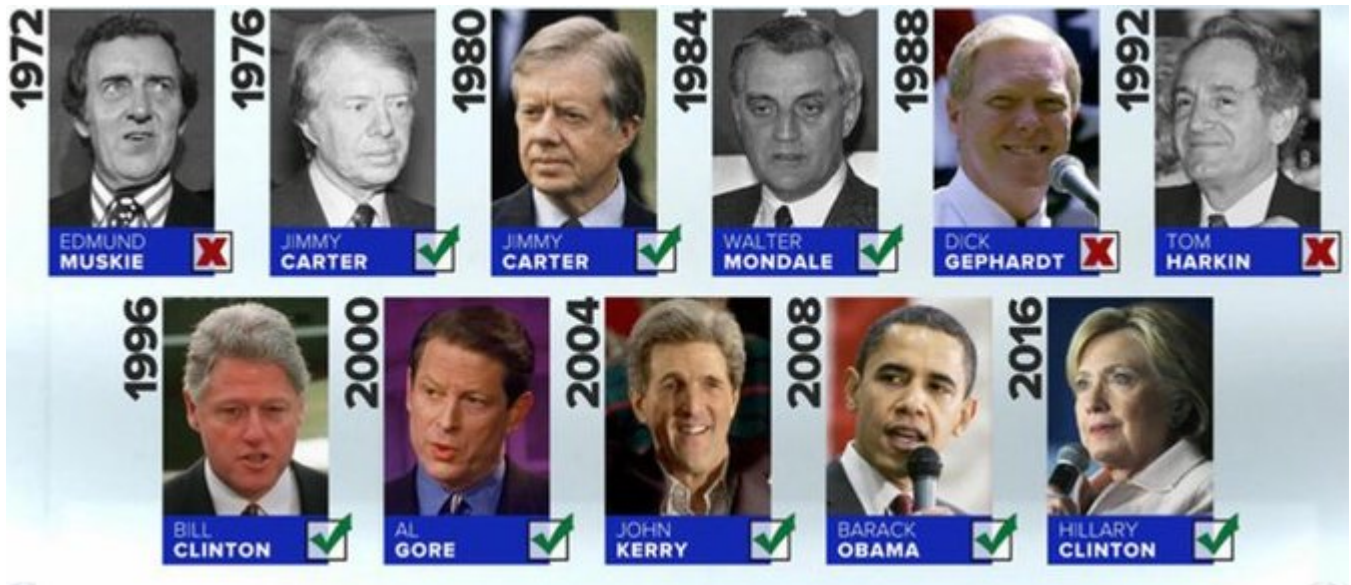 1972
EDMUND
MUSKIE
1976
JIMMY
CARTER
1980
JIMMY
CARTER
1984
WALTER
MONDALE
1988
DICK
GEPHARDT
1992
TOM
HARKIN
1996
BILL
CLINTON
2000
AL
GORE
2004
JOHN
KERRY
2008
BARACK
OBAMA
2016
HILLARY
CLINTON